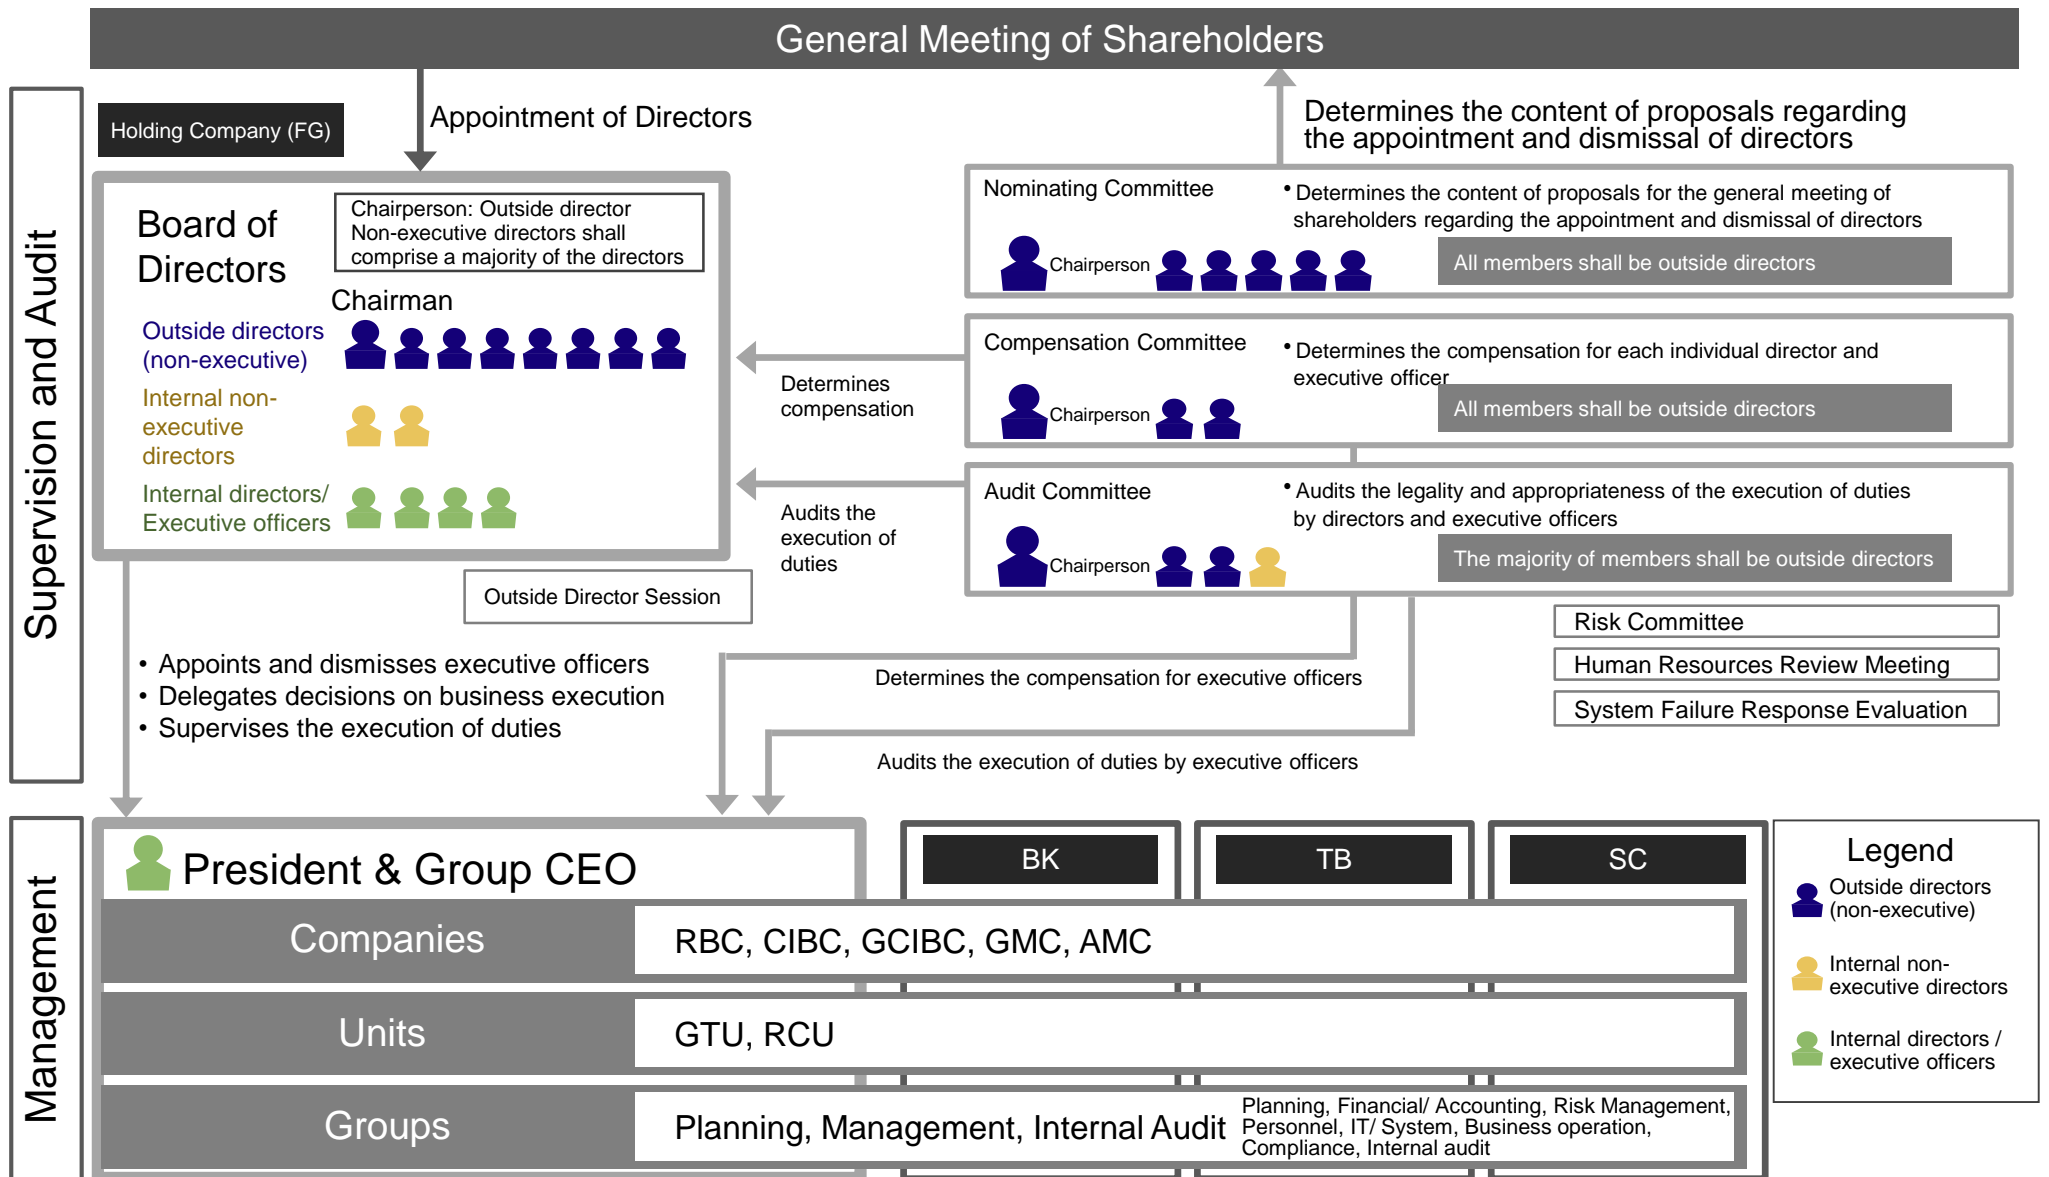 General Meeting of Shareholders
Supervision and Audit
Holding Company (FG)
Appointment of Directors
Determines the content of proposals regarding
the appointment and dismissal of directors
Board of
Directors
Chairperson: Outside director
Non-executive directors shall
comprise a majority of the directors
Chairman
Outside directors
(non-executive)
Internal non-
executive
directors
Internal directors/
Executive officers
Nominating Committee
• Determines the content of proposals for the general meeting of
shareholders regarding the appointment and dismissal of directors
Chairperson
All members shall be outside directors
Compensation Committee
• Determines the compensation for each individual director and
executive officer
Chairperson
All members shall be outside directors
Determines
compensation
Audit Committee
• Audits the legality and appropriateness of the execution of duties
by directors and executive officers
Chairperson
The majority of members shall be outside directors
Audits the
execution of
duties
Outside Director Session
Risk Committee
Human Resources Review Meeting
System Failure Response Evaluation
• Appoints and dismisses executive officers
• Delegates decisions on business execution
• Supervises the execution of duties
Determines the compensation for executive officers
Audits the execution of duties by executive officers
Management
President & Group CEO
BK
TB
SC
Companies
RBC, CIBC, GCIBC, GMC, AMC
Units
GTU, RCU
Groups
Planning, Management, Internal Audit
Planning, Financial/ Accounting, Risk Management,
Personnel, IT/ System, Business operation,
Compliance, Internal audit
Legend
Outside directors
(non-executive)
Internal non-
executive directors
Internal directors /
executive officers